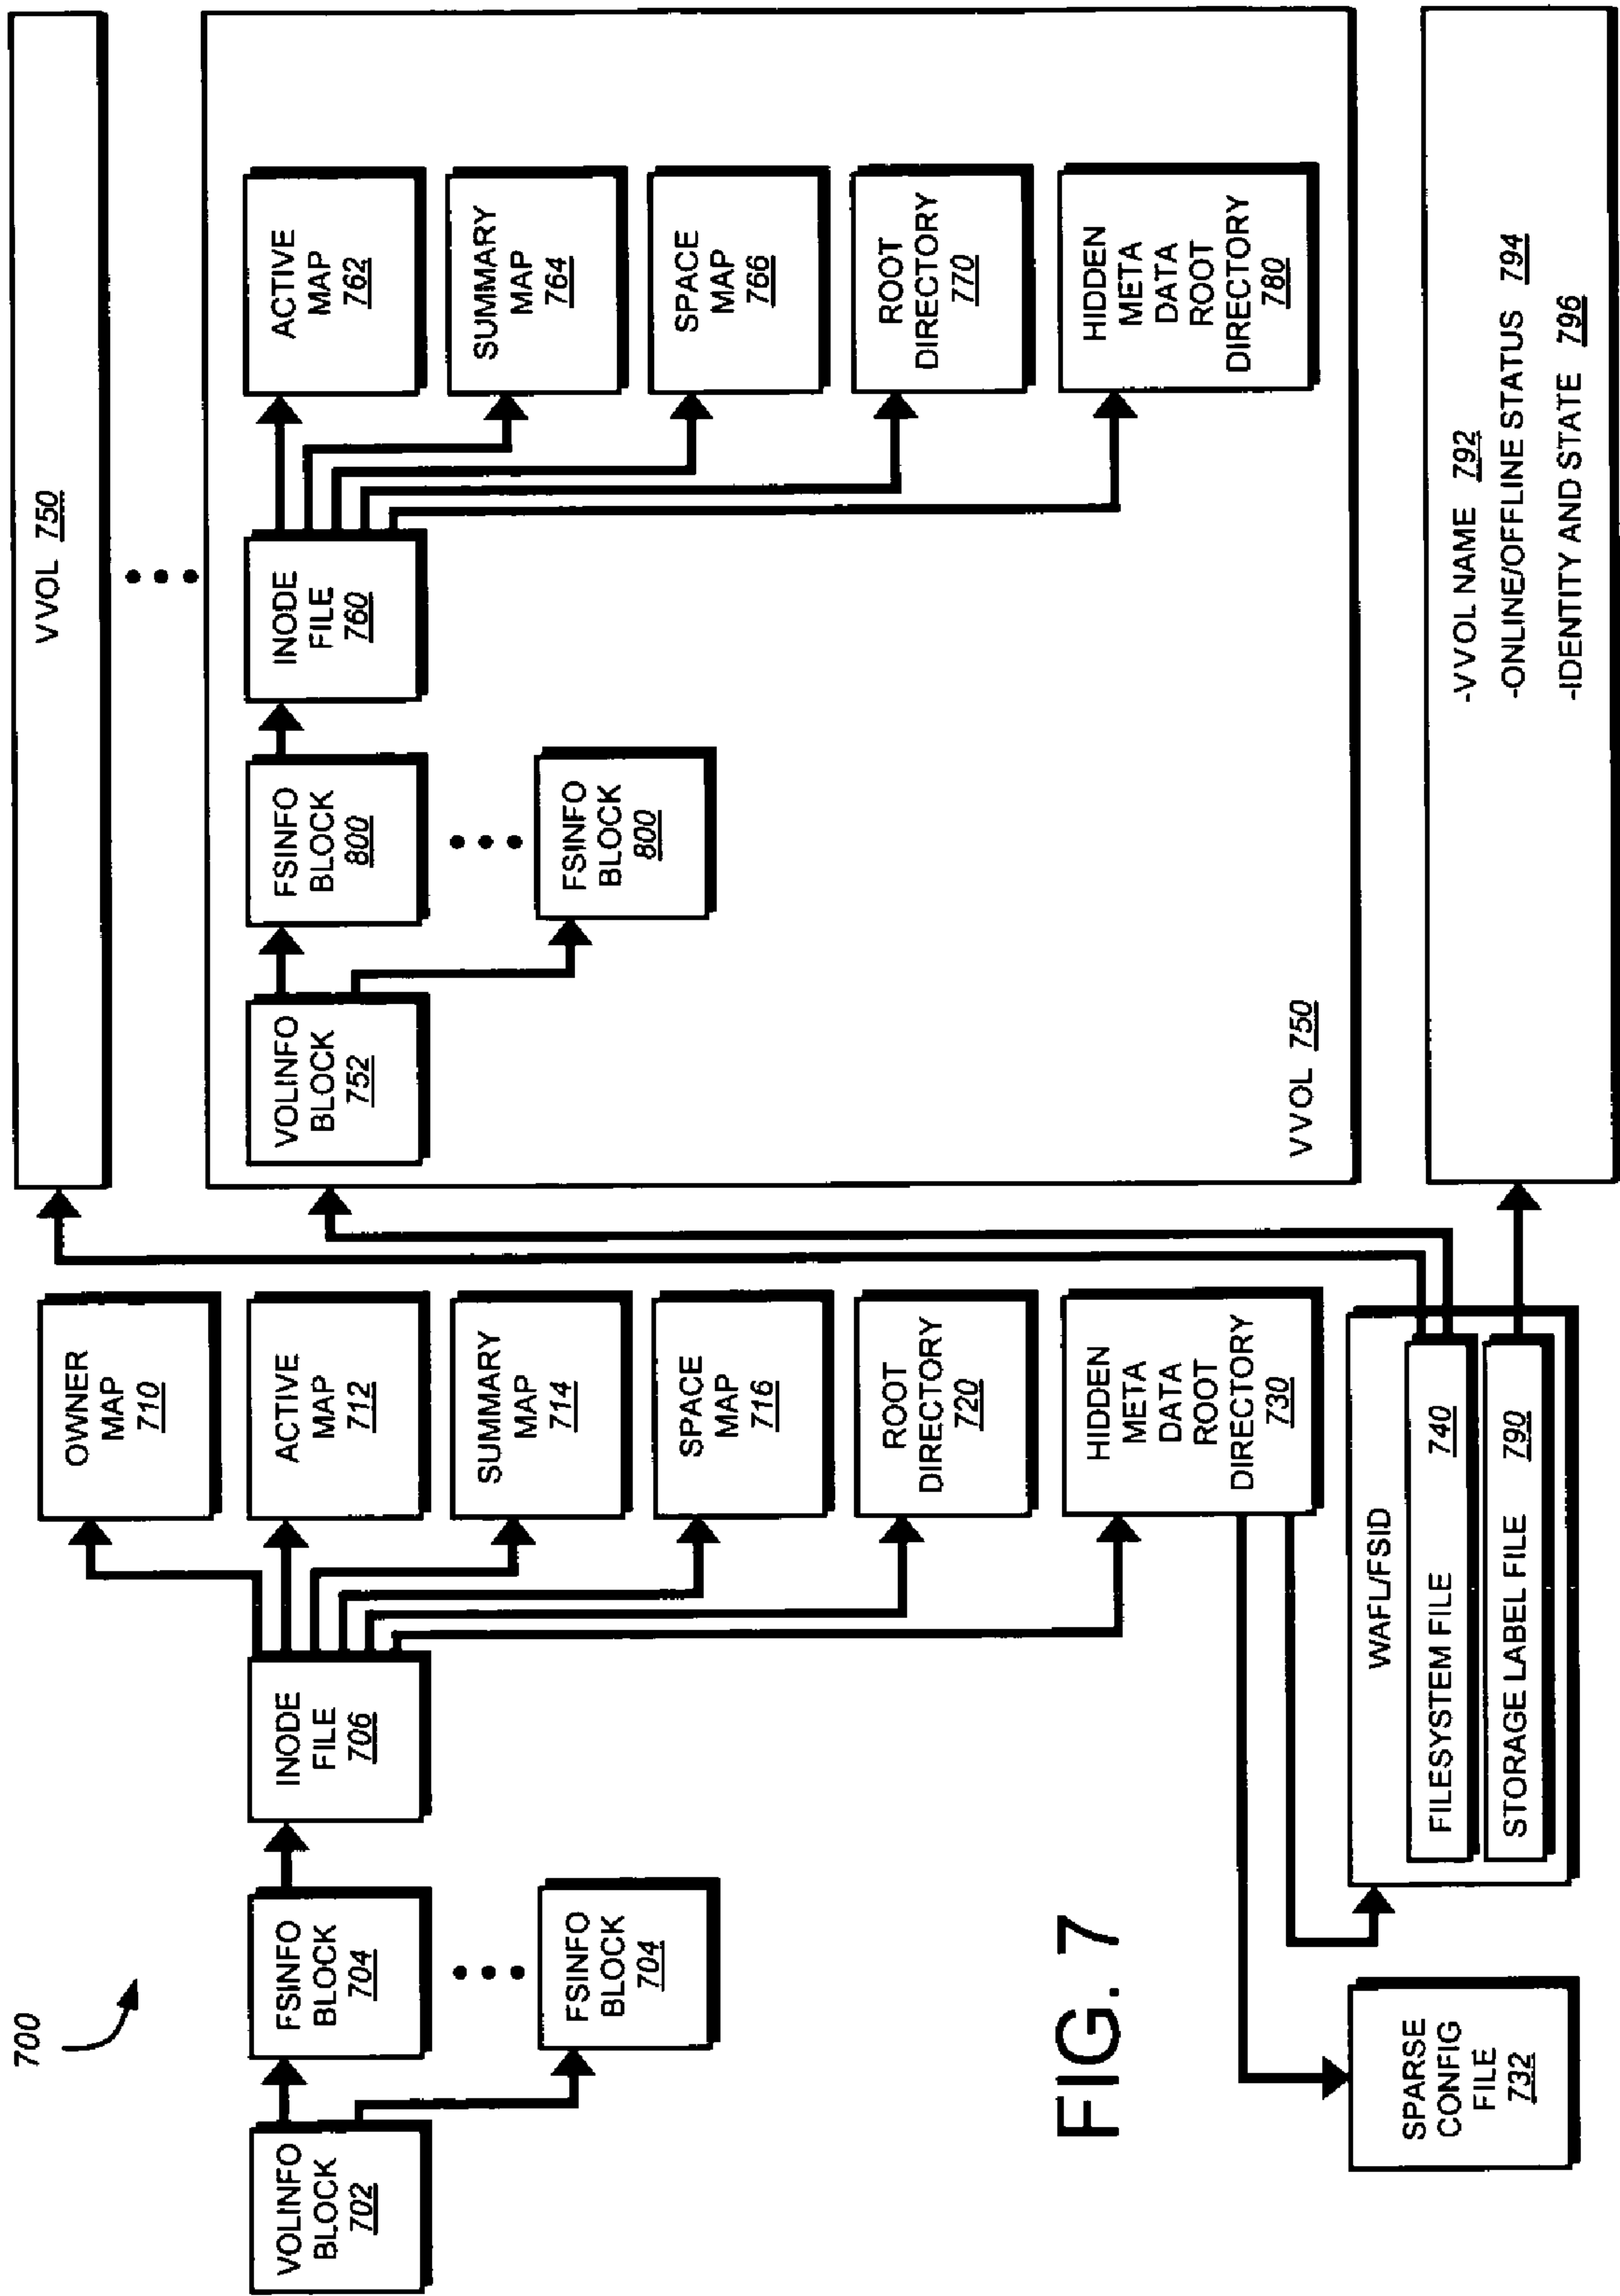 700
VOLINFO
BLOCK
702
FSINFO
BLOCK
704
FSINFO
BLOCK
704
INODE
FILE
706
OWNER
MAP
710
ACTIVE
MAP
712
SUMMARY
MAP
714
SPACE
MAP
716
ROOT
DIRECTORY
720
HIDDEN
META
DATA
ROOT
DIRECTORY
730
SPARSE
CONFIG
FILE
732
WAFL/FSID
FILESYSTEM FILE 740
STORAGE LABEL FILE 790
VVOL 750
VOLINFO
BLOCK
752
FSINFO
BLOCK
800
FSINFO
BLOCK
800
INODE
FILE
760
ACTIVE
MAP
762
SUMMARY
MAP
764
SPACE
MAP
766
ROOT
DIRECTORY
770
HIDDEN
META
DATA
ROOT
DIRECTORY
780
VVOL 750
-VVOL NAME 792
-ONLINE/OFFLINE STATUS 794
-IDENTITY AND STATE 796
FIG. 7